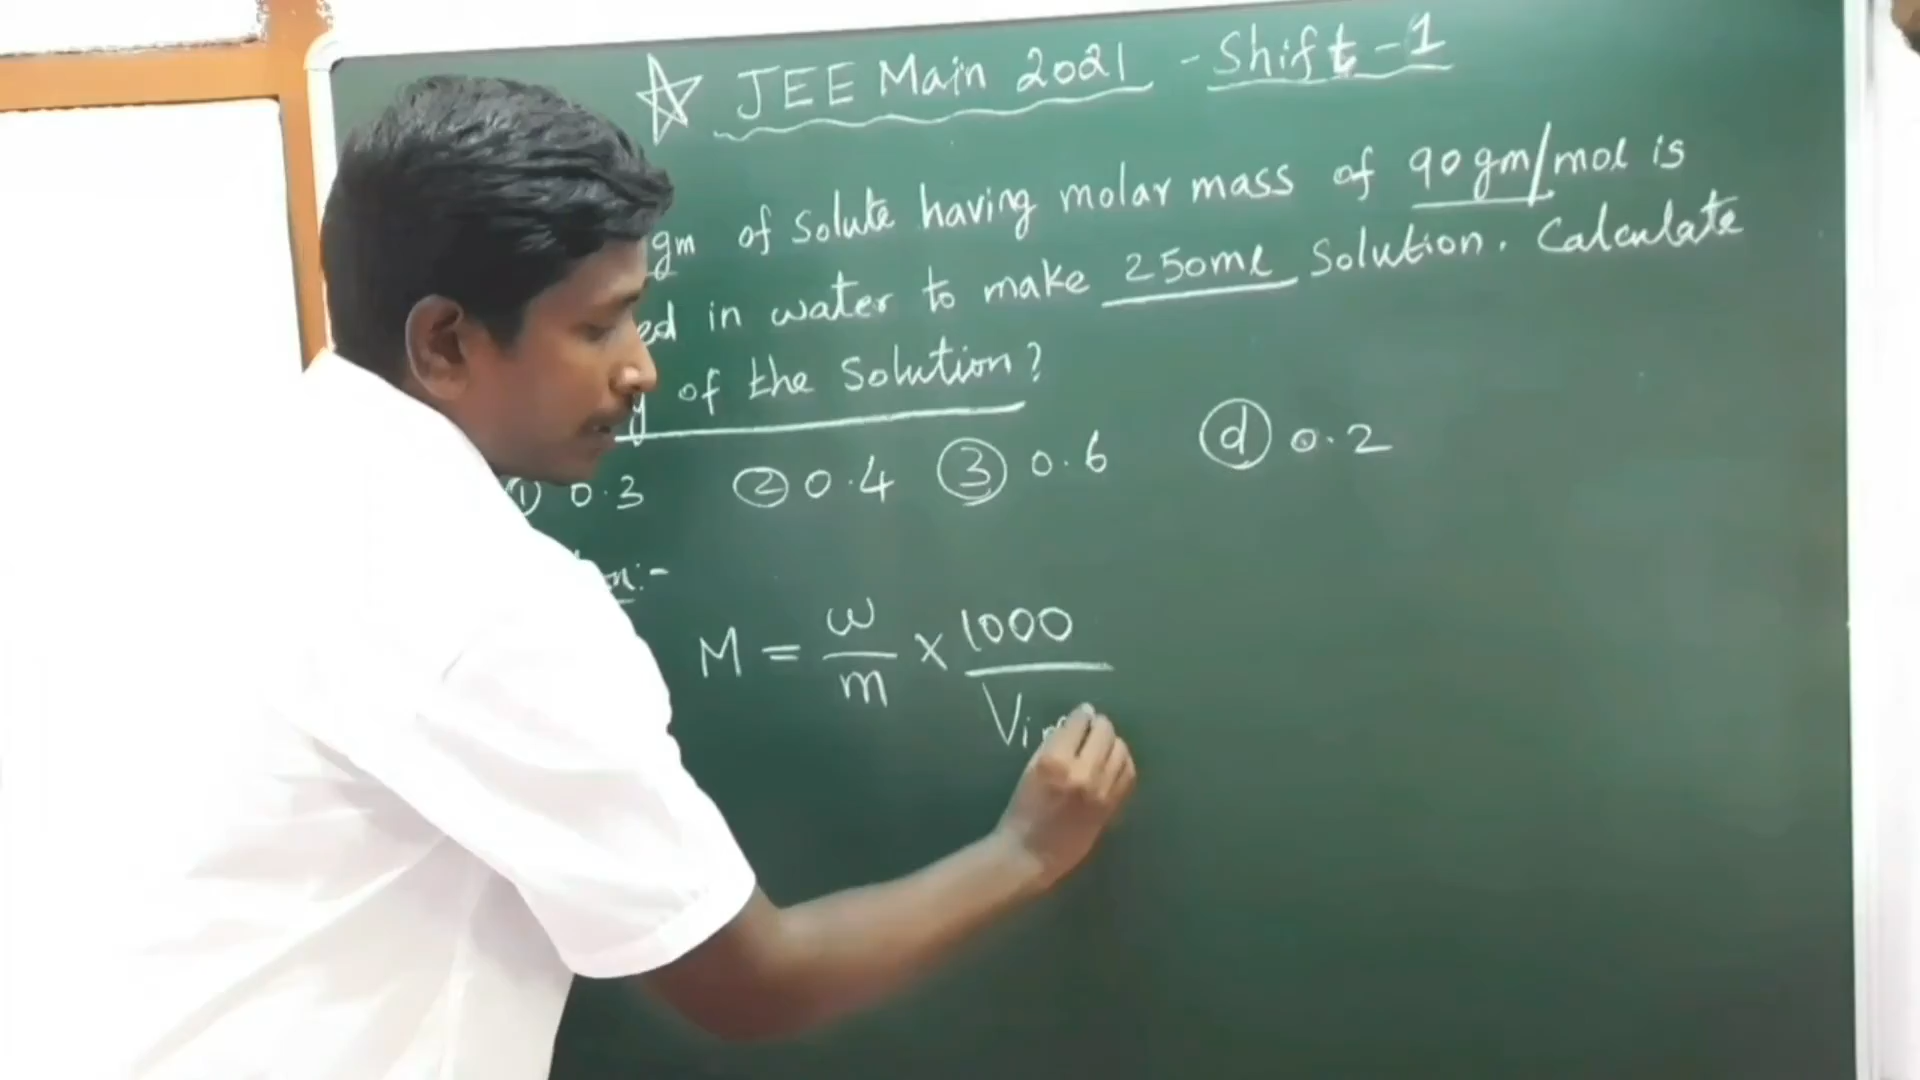 JEE Main 2021 - Shift - 1
gm of solute having molar mass of 90 gm/mol is
in water to make 250ml solution. Calculate
of the solution?
① 0.3 ② 0.4 ③ 0.6 ⓓ 0.2
M = w/m × 1000/V